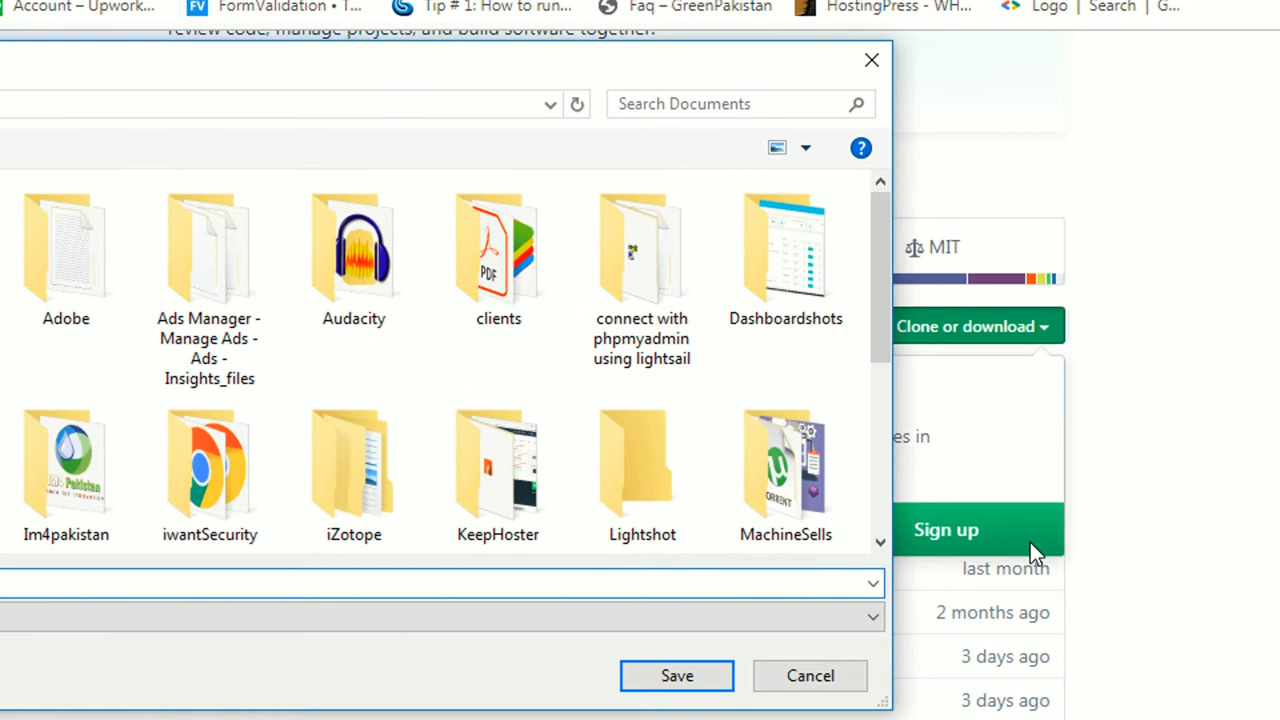 Account – Upwork...
FV FormValidation • T...
Tip # 1: How to run...
Faq – GreenPakistan
HostingPress - WH...
Logo | Search | G...
review code, manage projects, and build software together.
Search Documents
?
PDF
Adobe
Ads Manager -
Manage Ads -
Ads -
Insights_files
Audacity
clients
connect with
phpmyadmin
using lightsail
Dashboardshots
MIT
Clone or download
es in
Sign up
last month
2 months ago
3 days ago
3 days ago
Im4pakistan
iwantSecurity
iZotope
KeepHoster
Lightshot
MachineSells
Save
Cancel